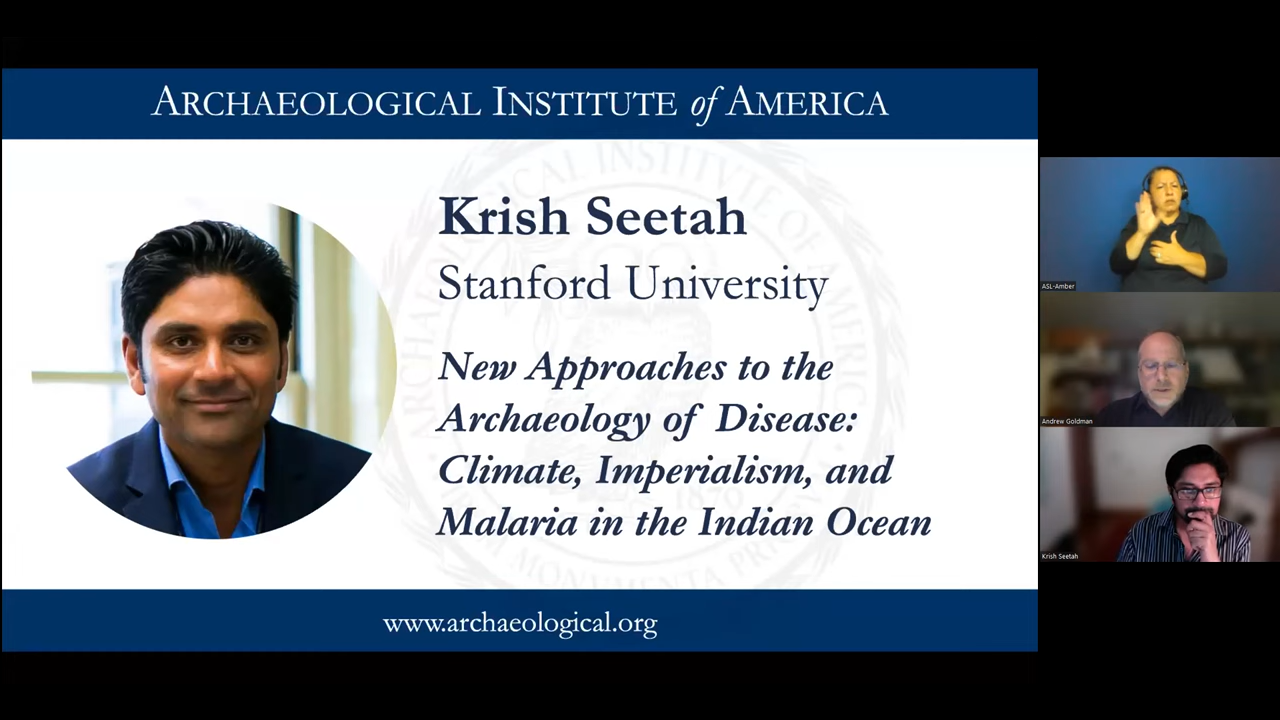 ARCHAEOLOGICAL INSTITUTE of AMERICA
Krish Seetah
Stanford University
New Approaches to the
Archaeology of Disease:
Climate, Imperialism, and
Malaria in the Indian Ocean
www.archaeological.org
ASL-Amber
Andrew Goldman
Krish Seetah